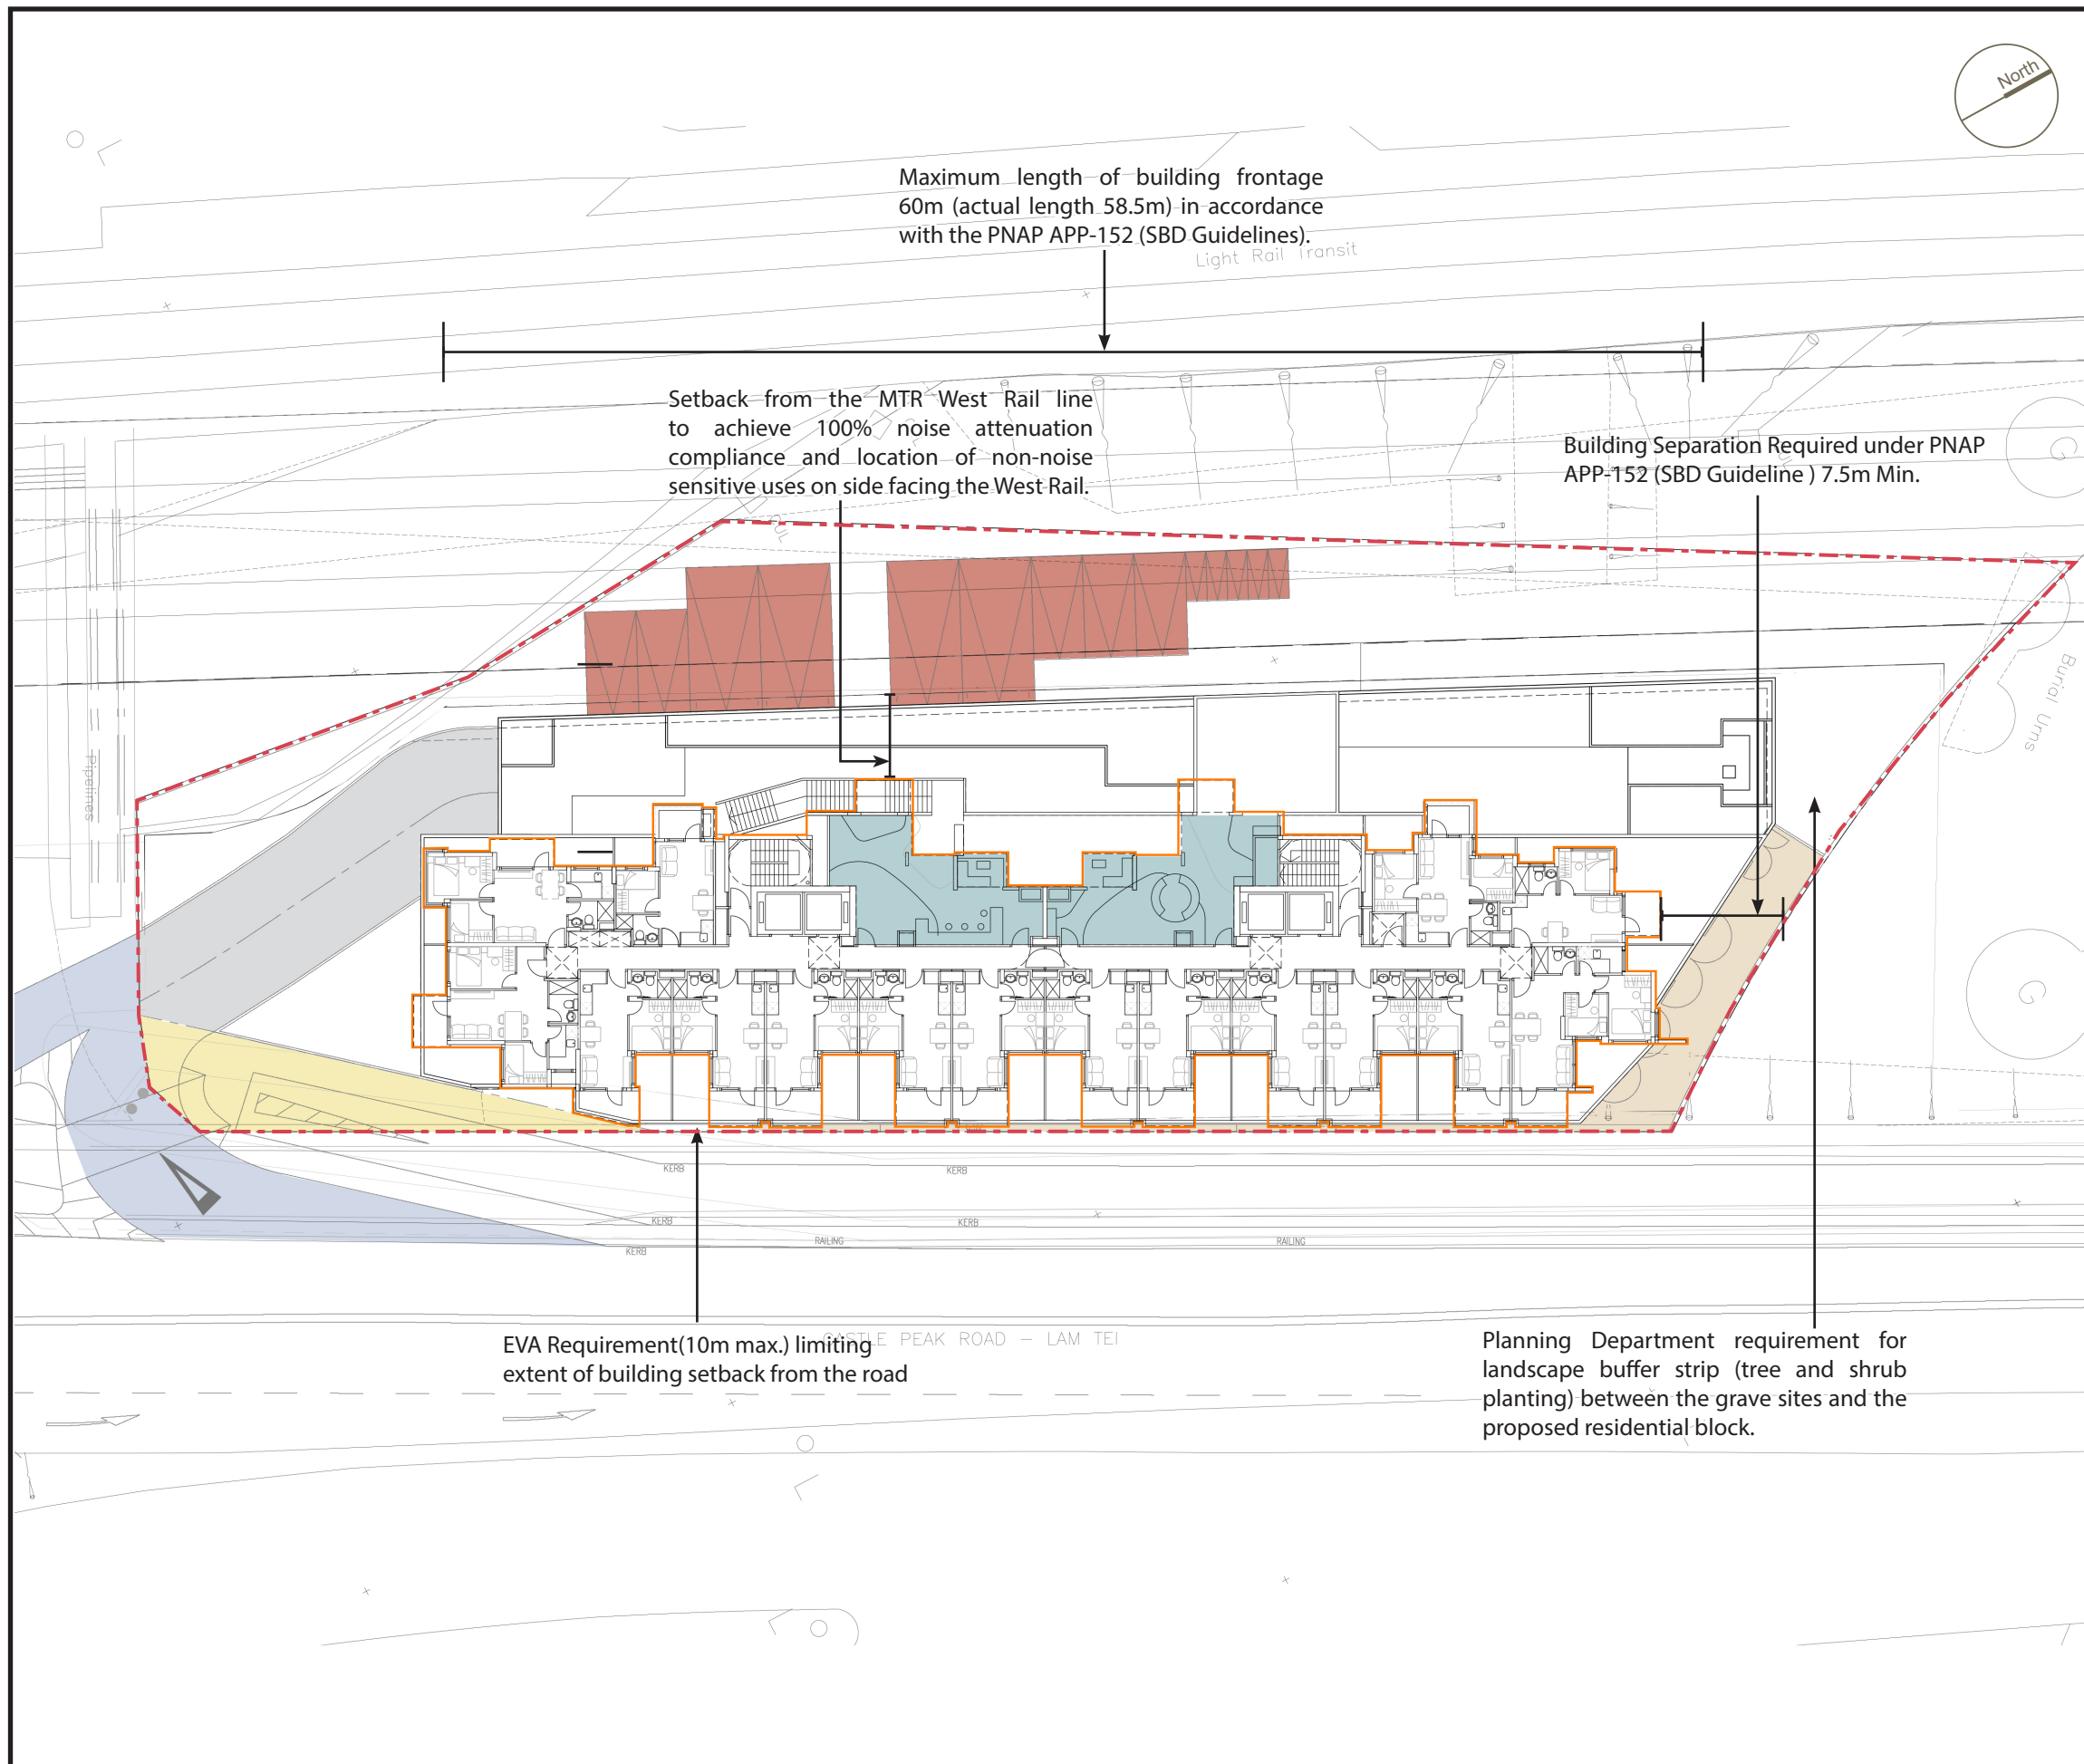 North
Maximum length of building frontage
60m (actual length 58.5m) in accordance
with the PNAP APP-152 (SBD Guidelines).
Light Rail Transit
Setback from the MTR West Rail line
to achieve 100% noise attenuation
compliance and location of non-noise
sensitive uses on side facing the West Rail.
Building Separation Required under PNAP
APP-152 (SBD Guideline ) 7.5m Min.
G
Burial Urns
Pipelines
G
KERB
KERB
KERB
KERB
RAILING
RAILING
KERB
CASTLE PEAK ROAD – LAM TEI
EVA Requirement(10m max.) limiting
extent of building setback from the road
Planning Department requirement for
landscape buffer strip (tree and shrub
planting) between the grave sites and the
proposed residential block.